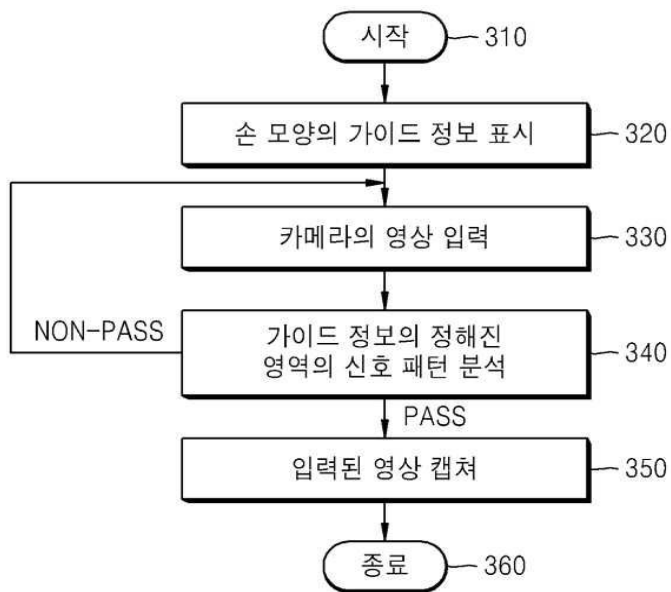 시작
310
손 모양의 가이드 정보 표시
320
카메라의 영상 입력
330
NON-PASS
가이드 정보의 정해진
영역의 신호 패턴 분석
340
PASS
입력된 영상 캡쳐
350
종료
360